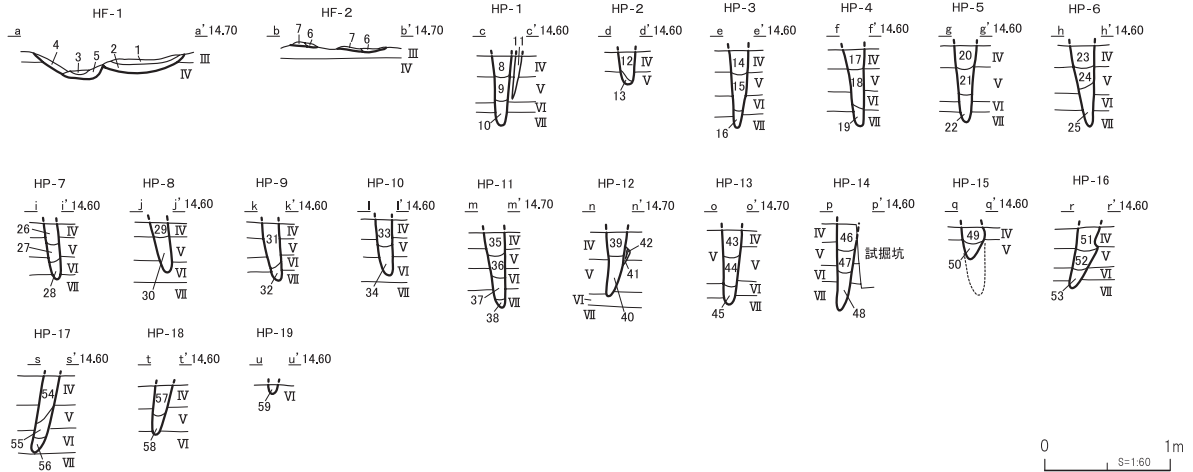 HF-1 HF-2 HP-1 HP-2 HP-3 HP-4 HP-5 HP-6
a a' 14.70 b b' 14.70 c c' 14.60 d d' 14.60 e e' 14.60 f f' 14.60 g g' 14.60 h h' 14.60
4 3 5 2 1 Ⅲ Ⅳ
7 6 7 6 Ⅲ Ⅳ
8 9 10 11 Ⅳ Ⅴ Ⅵ Ⅶ
12 13 Ⅳ Ⅴ
14 15 16 Ⅳ Ⅴ Ⅵ Ⅶ
17 18 19 Ⅳ Ⅴ Ⅵ Ⅶ
20 21 22 Ⅳ Ⅴ Ⅵ Ⅶ
23 24 25 Ⅳ Ⅴ Ⅵ Ⅶ
HP-7 HP-8 HP-9 HP-10 HP-11 HP-12 HP-13 HP-14 HP-15 HP-16
i i' 14.60 j j' 14.60 k k' 14.60 l l' 14.60 m m' 14.70 n n' 14.70 o o' 14.70 p p' 14.60 q q' 14.60 r r' 14.60
26 27 28 Ⅳ Ⅴ Ⅵ Ⅶ
29 30 Ⅳ Ⅴ Ⅵ Ⅶ
31 32 Ⅳ Ⅴ Ⅵ Ⅶ
33 34 Ⅳ Ⅴ Ⅵ Ⅶ
35 36 37 38 Ⅳ Ⅴ Ⅵ Ⅶ
39 42 41 40 Ⅳ Ⅴ Ⅵ Ⅶ
43 44 45 Ⅴ Ⅳ Ⅵ Ⅶ
46 47 48 Ⅳ Ⅴ Ⅵ Ⅶ 試掘坑
49 50 Ⅳ Ⅴ
51 52 53 Ⅳ Ⅴ Ⅵ Ⅶ
HP-17 HP-18 HP-19
s s' 14.60 t t' 14.60 u u' 14.60
54 55 56 Ⅳ Ⅴ Ⅵ Ⅶ
57 58 Ⅳ Ⅴ Ⅵ
59 Ⅵ
0 1m
S=1:60